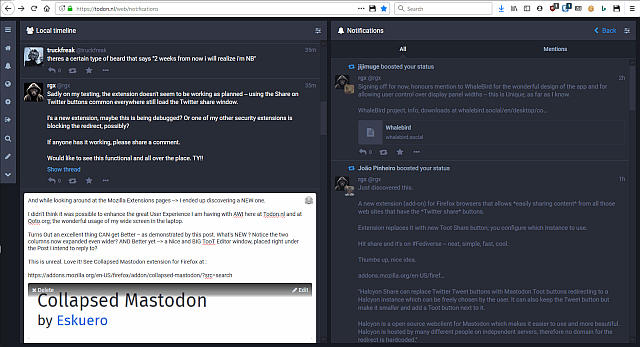 https://todon.nl/web/notifications
Search
Local timeline
truckfreak @truckfreak
35m
theres a certain type of beard that says "2 weeks from now i will realize i'm NB"
0
rgx @rgx
35m
Sadly on my testing, the extension doesn't seem to be working as planned – using the Share on
Twitter buttons common everywhere still load the Twitter share window.
I's a new extension, maybe this is being debugged? Or one of my other security extensions is
blocking the redirect, possibly?
If anyone has it working, please share a comment.
Would like to see this functional and all over the place. TY!!
Show thread
0
And while looking around at the Mozilla Extensions pages --> I ended up discovering a NEW one.
I didn't think it was possible to enhance the great User Experience I am having with AWI here at Todon.nl and at
Qoto.org; the wonderful usage of my wide screen in the laptop.
Turns Out an excellent thing CAN get Better – as demonstrated by this post. What's NEW ? Notice the two
columns now expanded even wider? AND Better yet --> a Nice and BIG TooT Editor window, placed right under
the Post I intend to reply to?
This is unreal. Love it! See Collapsed Mastodon extension for Firefox at :
https://addons.mozilla.org/en-US/firefox/addon/collapsed-mastodon/?src=search
Delete
Edit
Collapsed Mastodon
by Eskuero
Notifications
Back
All
Mentions
jijimuge boosted your status
rgx @rgx
2h
Signing off for now, honours mention to WhaleBird for the wonderful design of the app and for
allowing user control over display panel widths – this is Unique, as far as I know.
WhaleBird project, info, downloads at whalebird.social/en/desktop/co...
Whalebird
whalebird.social
0
João Pinheiro boosted your status
rgx @rgx
1h
Just discovered this.
A new extension (add-on) for Firefox browsers that allows *easily sharing content* from all those
web sites that have the *Twitter share* buttons.
Extension replaces it with new Toot Share button; you configure which instance to use.
Hit share and it's on #Fediverse – neat, simple, fast, cool.
Thumbs up, nice idea.
addons.mozilla.org/en-US/firef...
"Halcyon Share can replace Twitter Tweet buttons with Mastodon Toot buttons redirecting to a
Halcyon instance which can be freely chosen by the user. It can also keep the Tweet button but
make it smaller and add a Toot button next to it.
Halcyon is a open source webclient for Mastodon which makes it easier to use and more beautiful.
Halcyon is hosted by many different people on independent servers, therefore no domain for the
redirect is hardcoded."